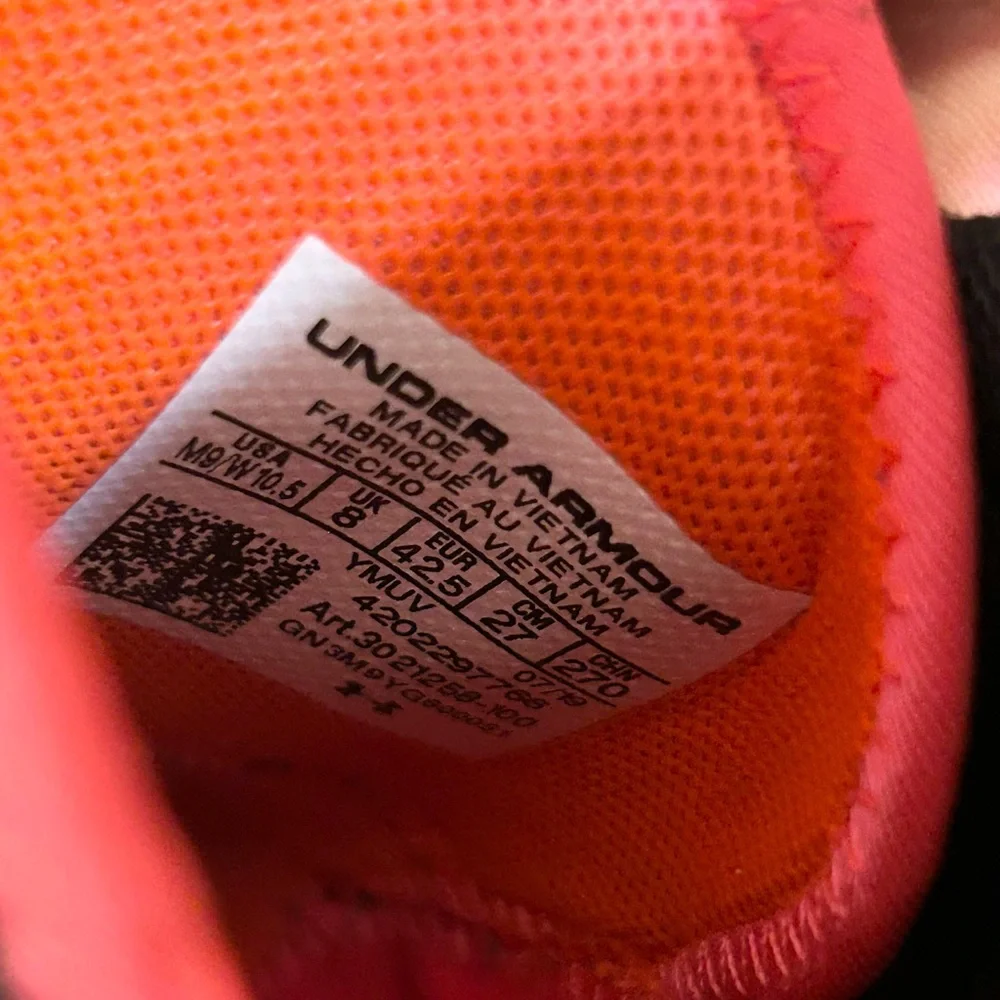 UNDER ARMOUR
MADE IN VIETNAM
FABRIQUÉ AU VIETNAM
HECHO EN VIETNAM
USA UK EUR CM CHN
M9/W10.5 8 42.5 27 270
YMUV 07/19
4202297768
Art.3021258-100